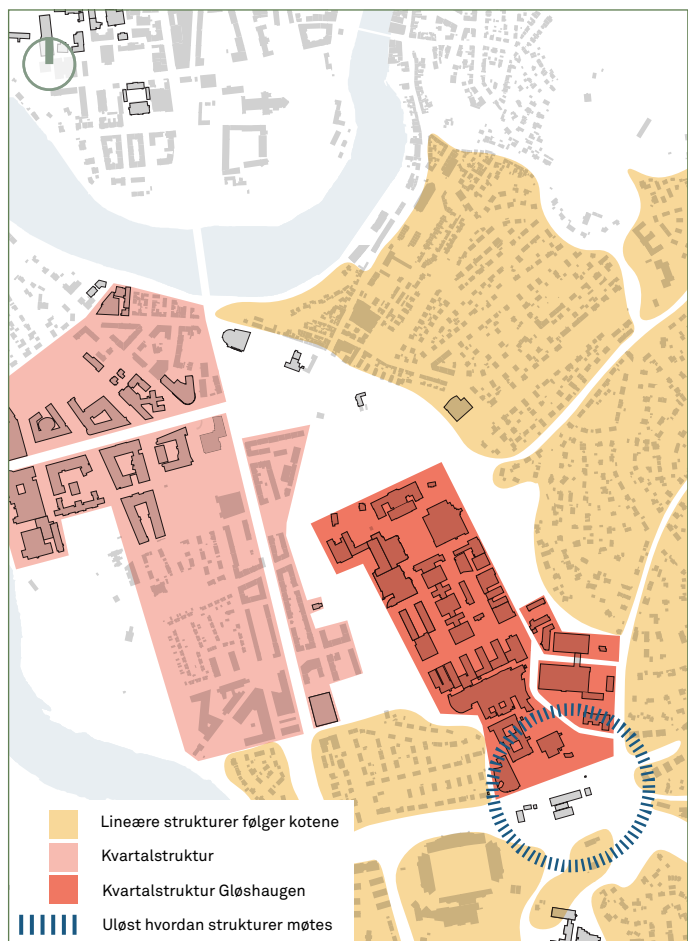 Lineære strukturer følger kotene
Kvartalstruktur
Kvartalstruktur Gløshaugen
Uløst hvordan strukturer møtes